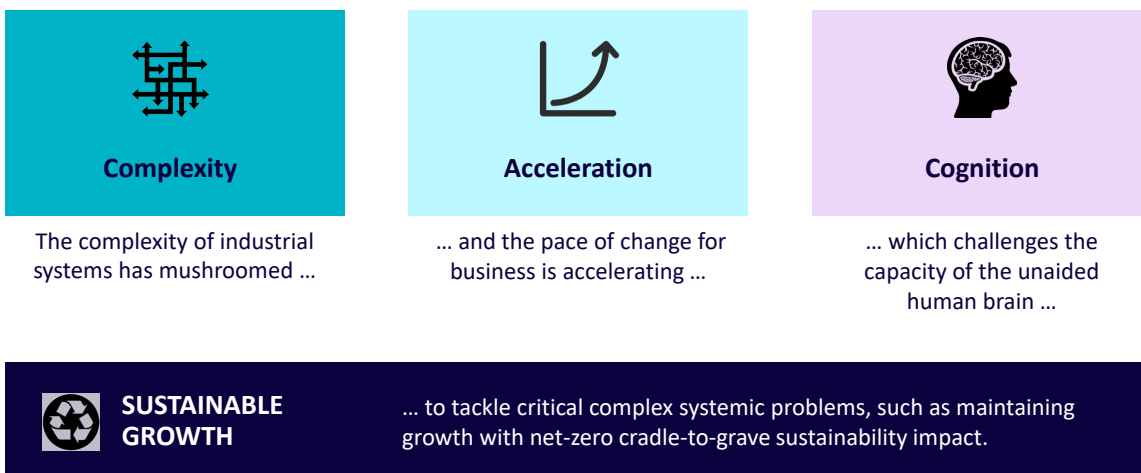 Complexity
The complexity of industrial
systems has mushroomed …
Acceleration
… and the pace of change for
business is accelerating …
Cognition
… which challenges the
capacity of the unaided
human brain …
SUSTAINABLE
GROWTH
… to tackle critical complex systemic problems, such as maintaining
growth with net-zero cradle-to-grave sustainability impact.